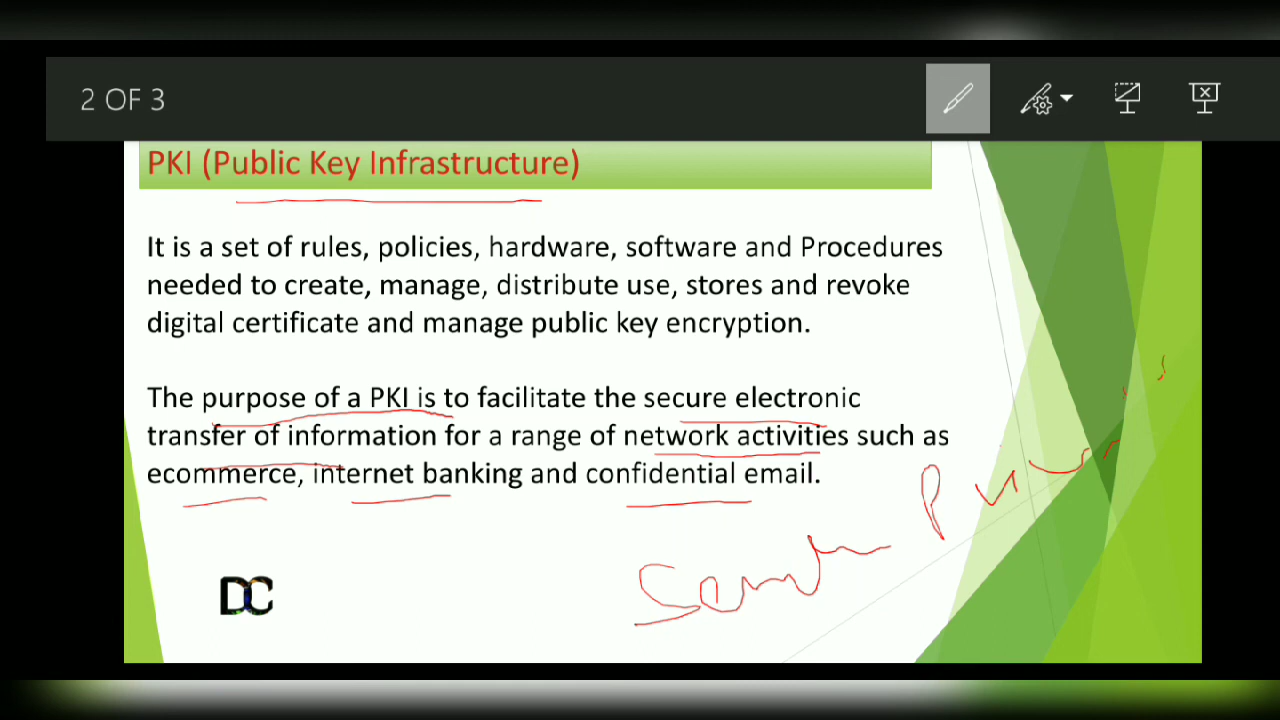 2 OF 3
PKI (Public Key Infrastructure)
It is a set of rules, policies, hardware, software and Procedures
needed to create, manage, distribute use, stores and revoke
digital certificate and manage public key encryption.
The purpose of a PKI is to facilitate the secure electronic
transfer of information for a range of network activities such as
ecommerce, internet banking and confidential email.
DC